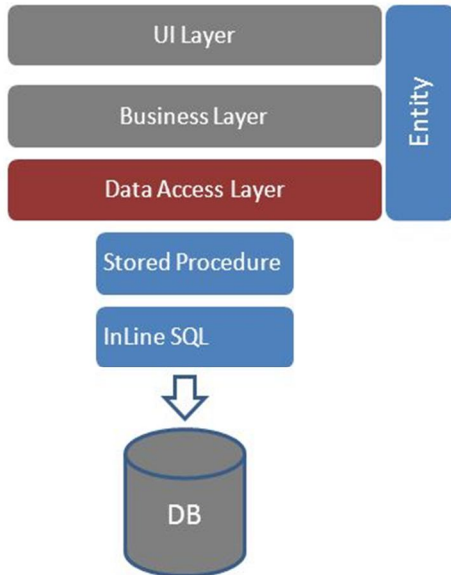 UI Layer
Business Layer
Data Access Layer
Entity
Stored Procedure
InLine SQL
DB